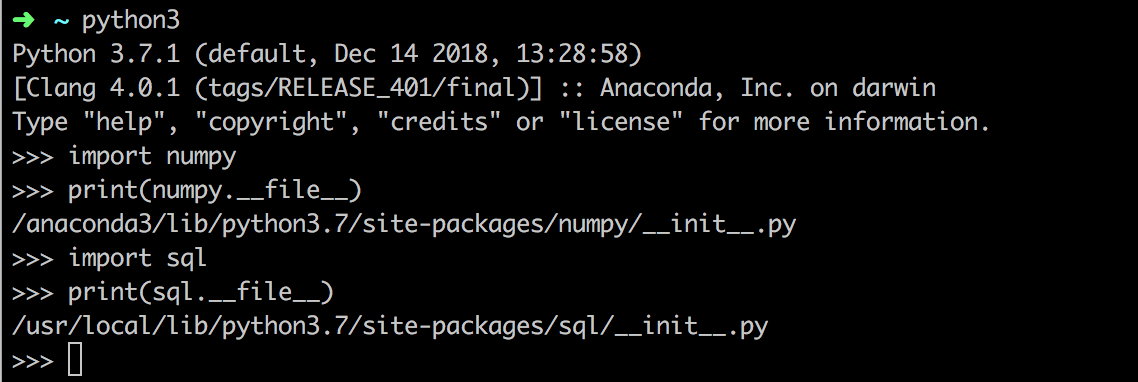 ➜ ~ python3
Python 3.7.1 (default, Dec 14 2018, 13:28:58)
[Clang 4.0.1 (tags/RELEASE_401/final)] :: Anaconda, Inc. on darwin
Type "help", "copyright", "credits" or "license" for more information.
>>> import numpy
>>> print(numpy.__file__)
/anaconda3/lib/python3.7/site-packages/numpy/__init__.py
>>> import sql
>>> print(sql.__file__)
/usr/local/lib/python3.7/site-packages/sql/__init__.py
>>>